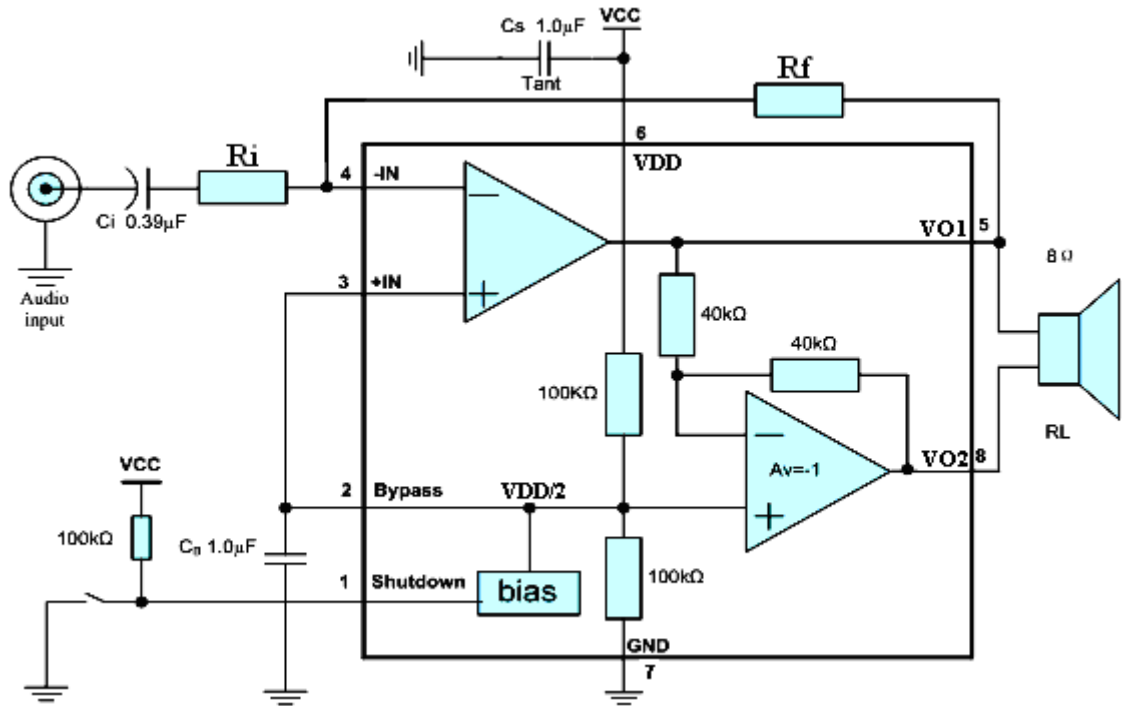 Cs 1.0µF
VCC
Tant
Rf
6
VDD
Ri
4
-IN
VO1
5
Ci 0.39µF
8Ω
3
+IN
Audio
input
40kΩ
40kΩ
100KΩ
RL
VCC
Av=-1
VO2
8
2
Bypass
VDD/2
100kΩ
1.0µF
1
Shutdown
bias
100kΩ
GND
7